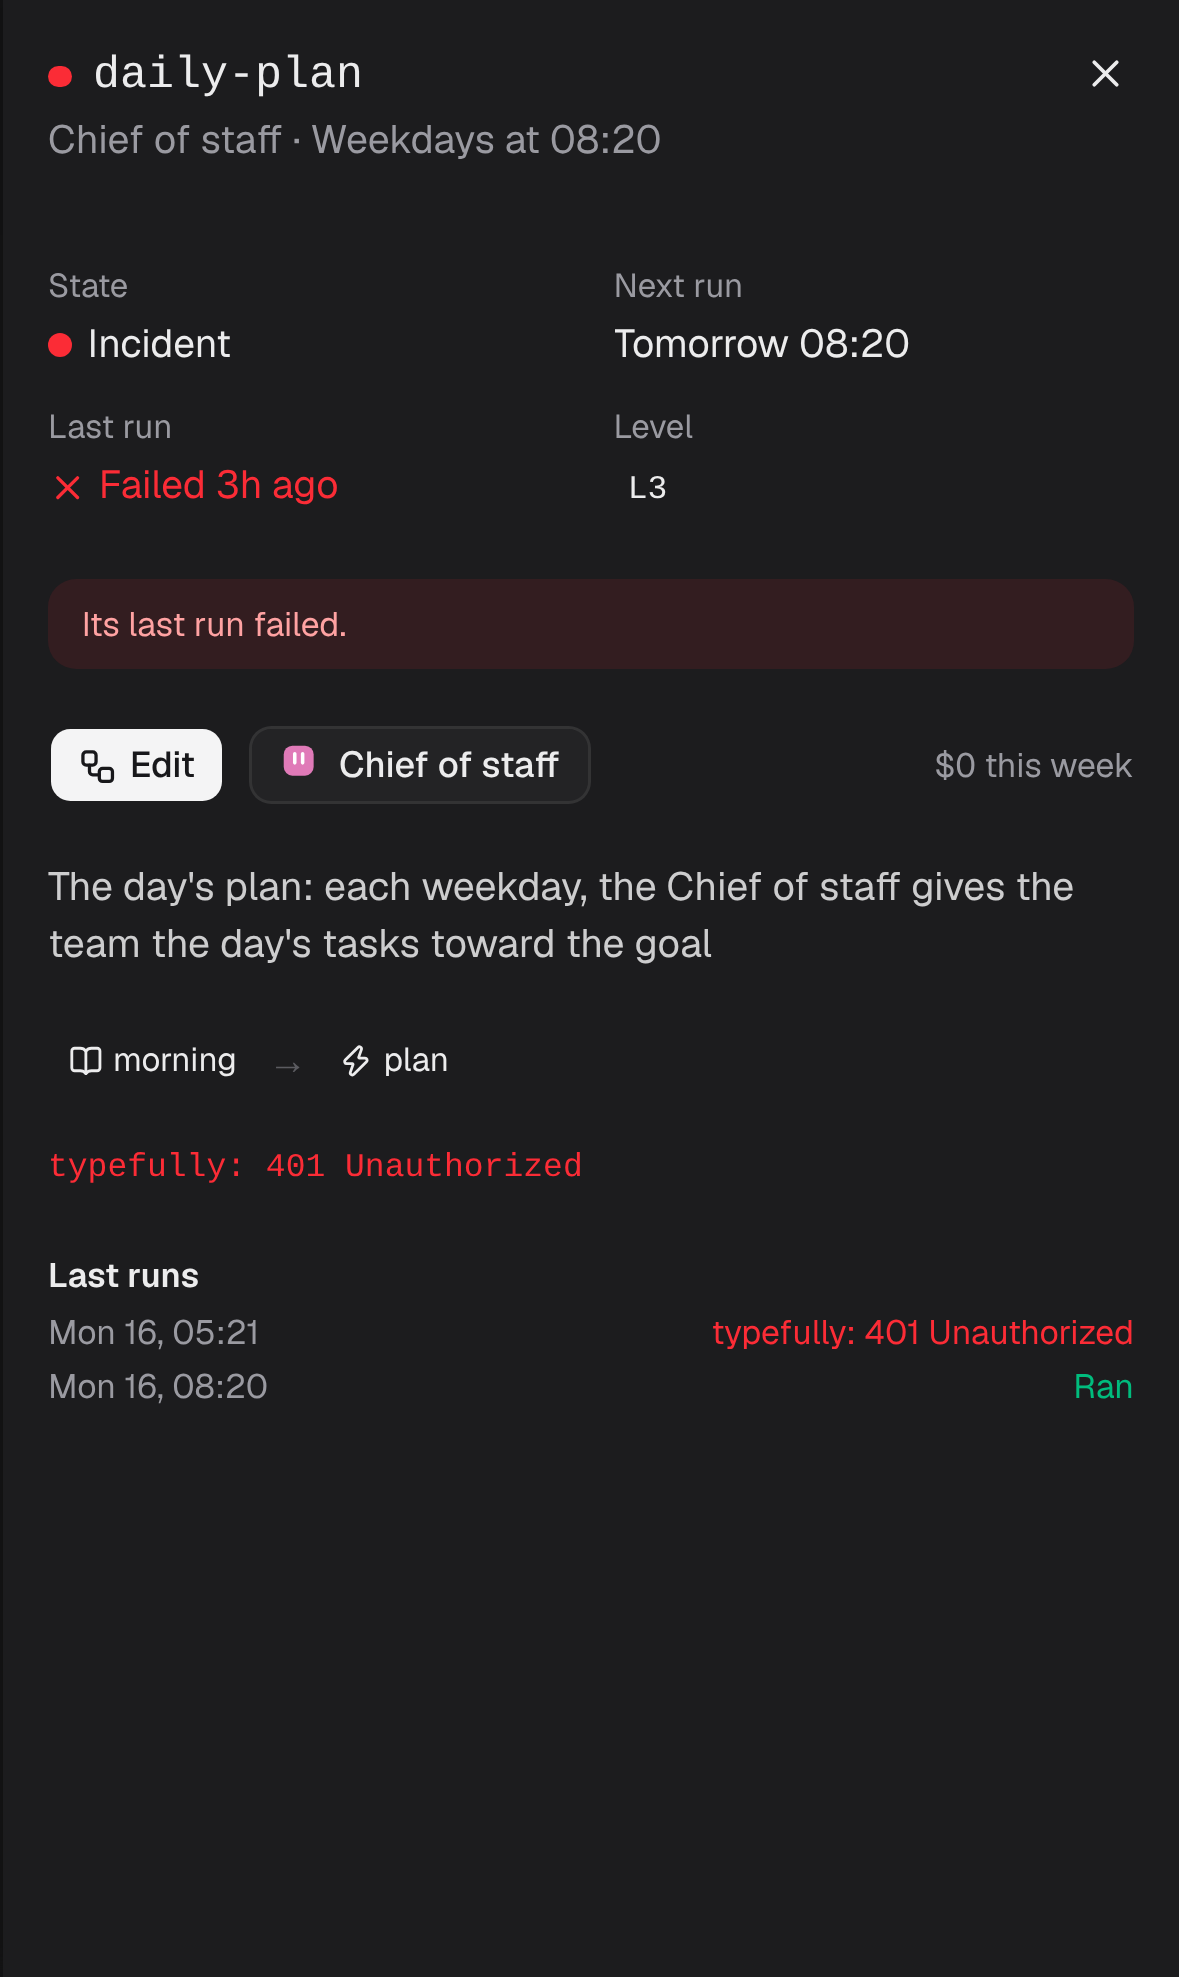 daily-plan
Chief of staff · Weekdays at 08:20
State
Incident
Next run
Tomorrow 08:20
Last run
Failed 3h ago
Level
L3
Its last run failed.
Edit
Chief of staff
$0 this week
The day's plan: each weekday, the Chief of staff gives the
team the day's tasks toward the goal
morning → plan
typefully: 401 Unauthorized
Last runs
Mon 16, 05:21 typefully: 401 Unauthorized
Mon 16, 08:20 Ran